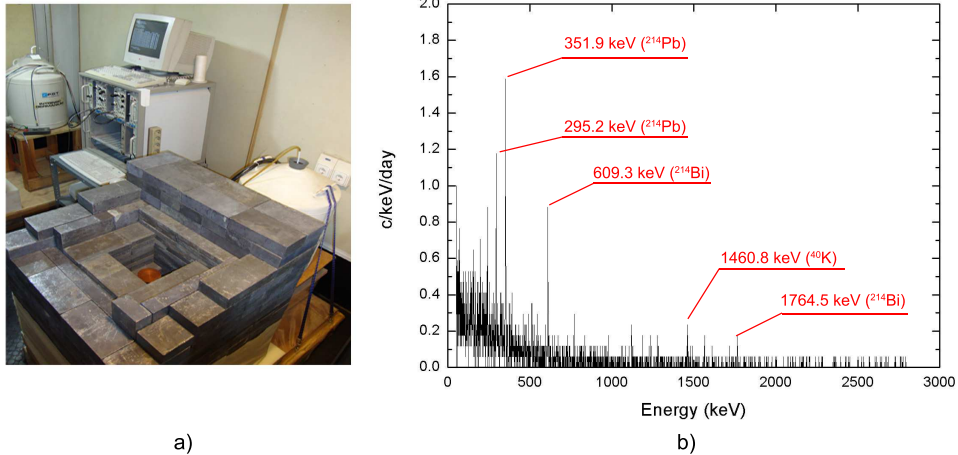 2.0
1.8
1.6
1.4
1.2
1.0
0.8
0.6
0.4
0.2
0.0
c/keV/day
351.9 keV (²¹⁴Pb)
295.2 keV (²¹⁴Pb)
609.3 keV (²¹⁴Bi)
1460.8 keV (⁴⁰K)
1764.5 keV (²¹⁴Bi)
0 500 1000 1500 2000 2500 3000
Energy (keV)
a) b)